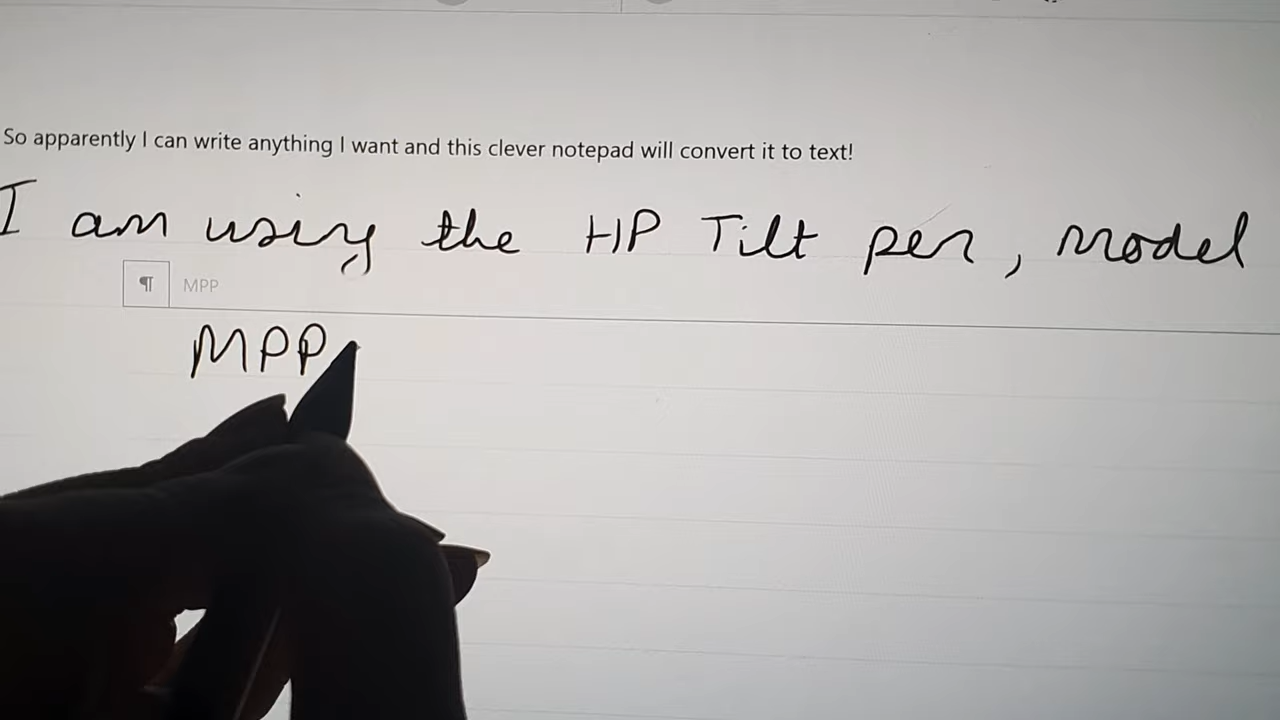 So apparently I can write anything I want and this clever notepad will convert it to text!
I am using the HP Tilt pen, model
¶ MPP
MPP